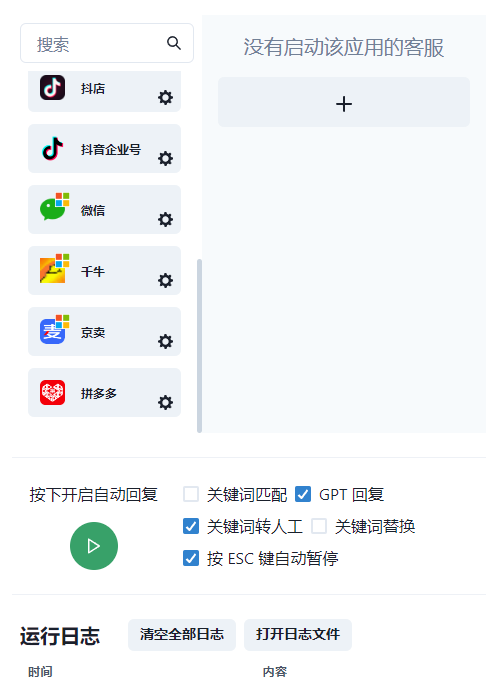 搜索
抖店
抖音企业号
微信
千牛
京卖
拼多多
没有启动该应用的客服
按下开启自动回复
关键词匹配 GPT 回复
关键词转人工 关键词替换
按 ESC 键自动暂停
运行日志 清空全部日志 打开日志文件
时间 内容